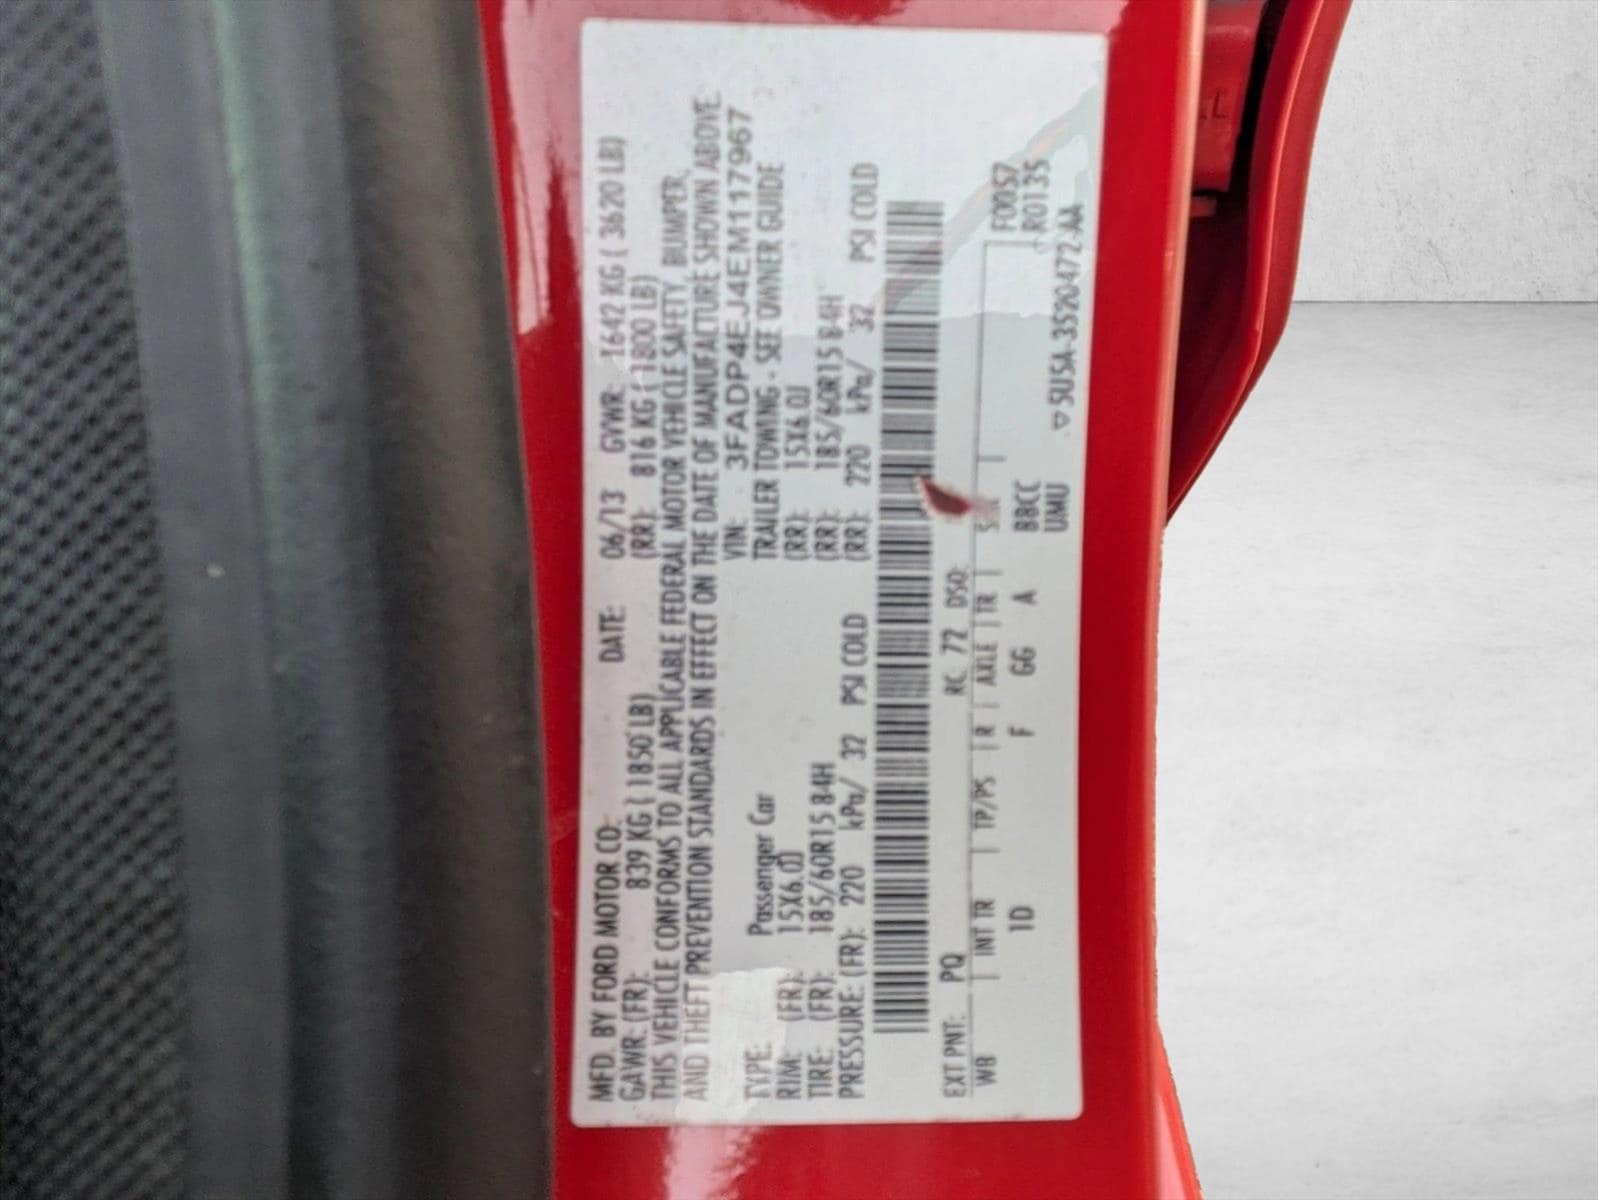 MFD. BY FORD MOTOR CO. DATE: 06/13 GVWR: 1642 KG ( 3620 LB)
GAWR: (FR): 839 KG ( 1850 LB) (RR): 816 KG ( 1800 LB)
THIS VEHICLE CONFORMS TO ALL APPLICABLE FEDERAL MOTOR VEHICLE SAFETY, BUMPER,
AND THEFT PREVENTION STANDARDS IN EFFECT ON THE DATE OF MANUFACTURE SHOWN ABOVE.
VIN: 3FADP4EJ4EM117967
TYPE: Passenger Car TRAILER TOWING - SEE OWNER GUIDE
RIM: (FR): 15X6.0J (RR): 15X6.0J
TIRE: (FR): 185/60R15 84H (RR): 185/60R15 84H
PRESSURE: (FR): 220 kPa/ 32 PSI COLD (RR): 220 kPa/ 32 PSI COLD
EXT PNT: PQ RC: 72 DSO:
WB INT TR TP/PS R AXLE TR F0057
1D F GG A BBCC R0135
UMU
▽5U5A-3520472-AA